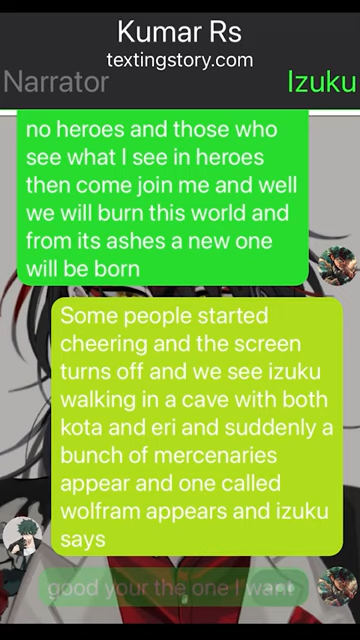 Kumar Rs
textingstory.com
Narrator Izuku
no heroes and those who
see what I see in heroes
then come join me and well
we will burn this world and
from its ashes a new one
will be born
Some people started
cheering and the screen
turns off and we see izuku
walking in a cave with both
kota and eri and suddenly a
bunch of mercenaries
appear and one called
wolfram appears and izuku
says
good your the one I want